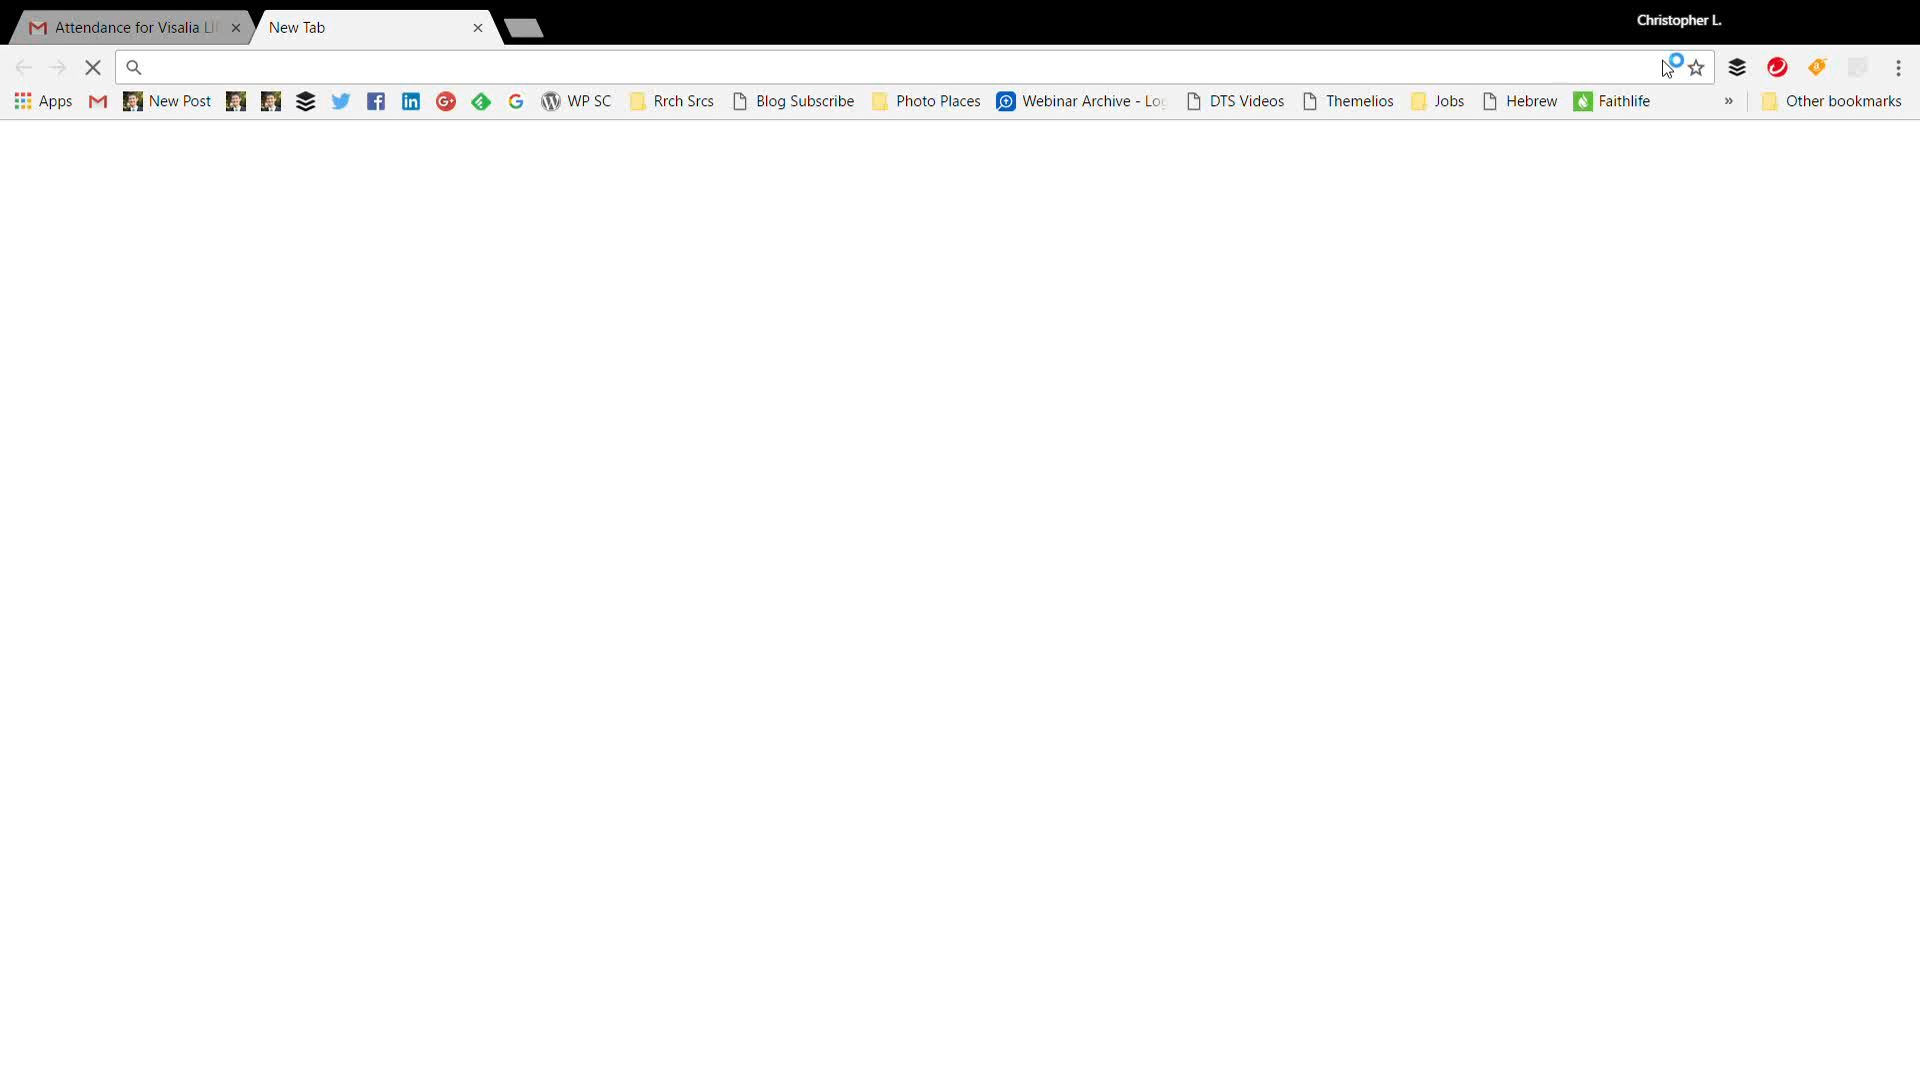 Attendance for Visalia
New Tab
Christopher L.
Apps
New Post
WP SC
Rrch Srcs
Blog Subscribe
Photo Places
Webinar Archive - Lo
DTS Videos
Themelios
Jobs
Hebrew
Faithlife
»
Other bookmarks